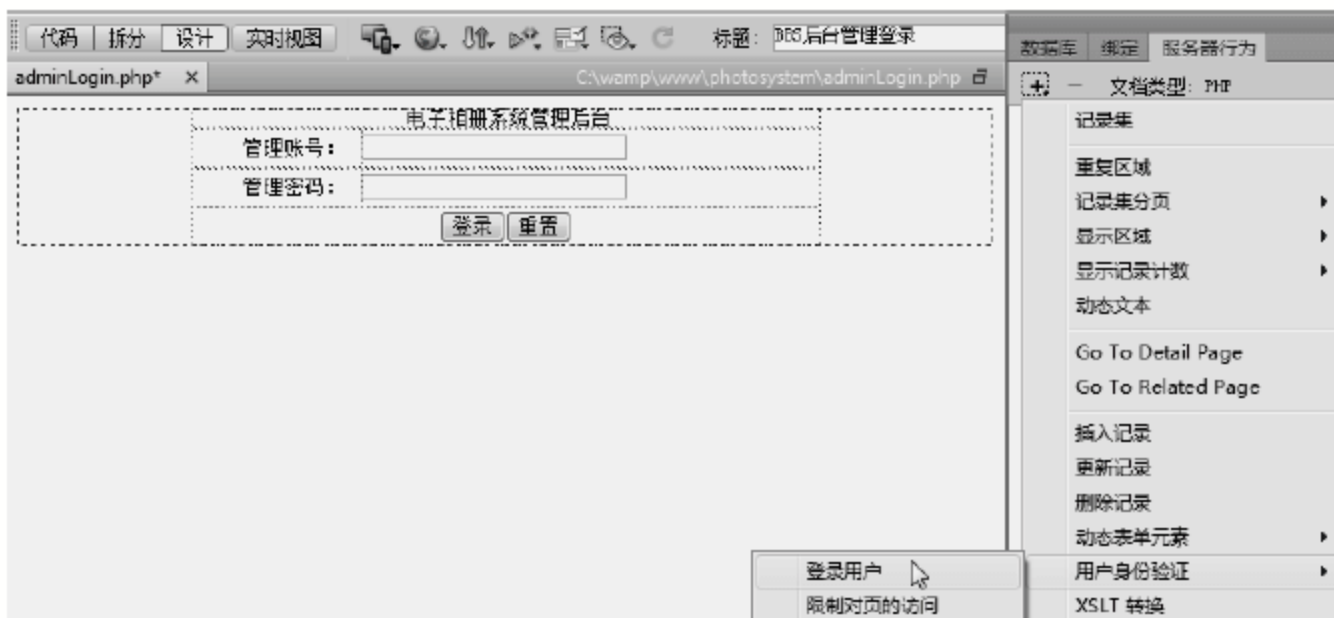 代码 拆分 设计 实时视图 标题: BBS后台管理登录
adminLogin.php* × C:\wamp\www\photosystem\adminLogin.php
电子相册系统管理后台
管理账号:
管理密码:
登录 重置
数据库 绑定 服务器行为
文档类型: PHP
记录集
重复区域
记录集分页
显示区域
显示记录计数
动态文本
Go To Detail Page
Go To Related Page
插入记录
更新记录
删除记录
动态表单元素
用户身份验证
XSLT 转换
登录用户
限制对页的访问